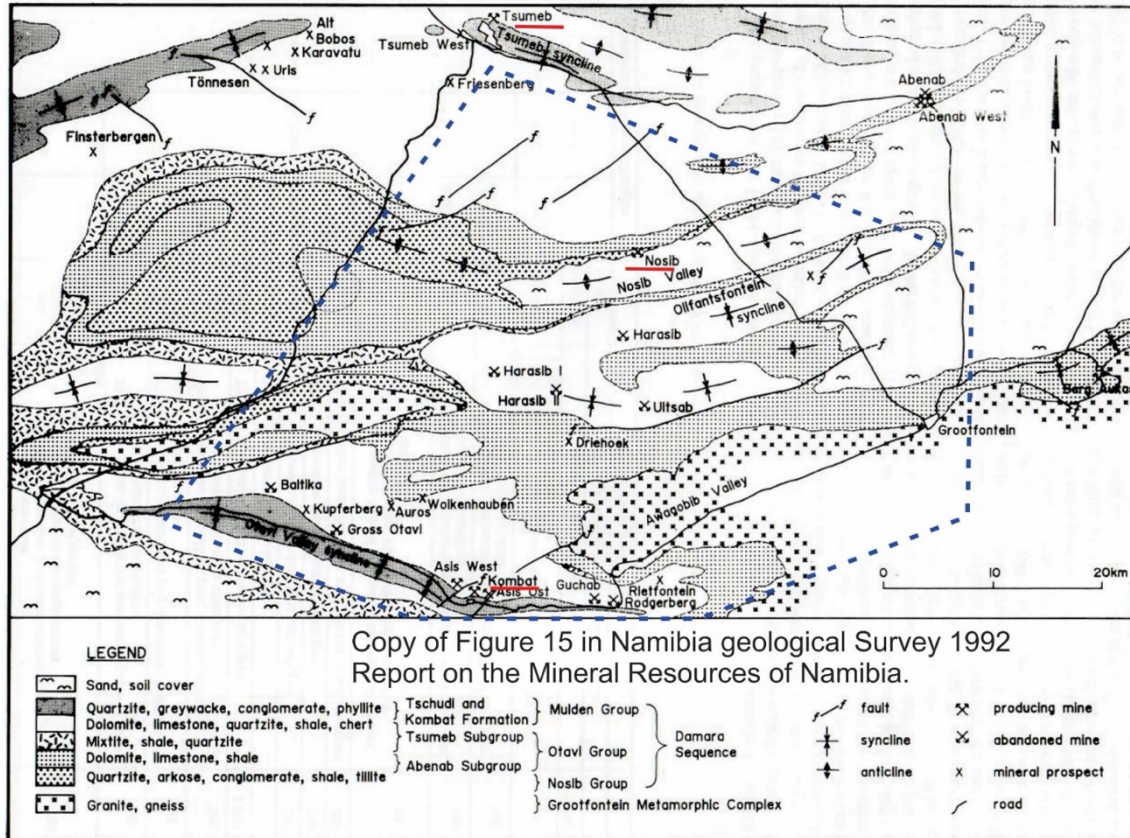 Tsumeb
Alt
Bobos
Karavatu
Tsumeb West
Tsumeb syncline
Uris
Tönnesen
Friesenberg
Abenab
Abenab West
Finsterbergen
N
f
f
f
f
f
f
f
Nosib
Nosib Valley
Olifantsfontein
syncline
f
Harasib
Harasib I
Harasib II
Uitsab
f
Berg Aukas
Grootfontein
f
Driehoek
f
Baltika
Kupferberg
Auros
Wolkenhauben
Gross Otavi
Awagobib Valley
Otavi Valley syncline
Asis West
f
Kombat
Asis Ost
Guchab
Rietfontein
Rodgerberg
0 10 20km
Copy of Figure 15 in Namibia geological Survey 1992
Report on the Mineral Resources of Namibia.
LEGEND
Sand, soil cover
Quartzite, greywacke, conglomerate, phyllite
Dolomite, limestone, quartzite, shale, chert
Mixtite, shale, quartzite
Dolomite, limestone, shale
Quartzite, arkose, conglomerate, shale, tillite
Granite, gneiss
Tschudi and
Kombat Formation
Tsumeb Subgroup
Abenab Subgroup
Mulden Group
Otavi Group
Nosib Group
Damara
Sequence
Grootfontein Metamorphic Complex
f fault
syncline
anticline
producing mine
abandoned mine
x mineral prospect
road